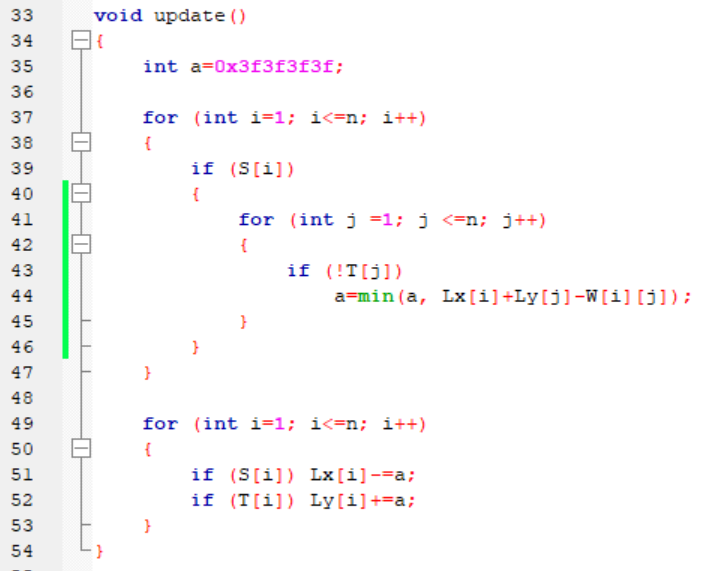 33 void update()
34 {
35 int a=0x3f3f3f3f;
36
37 for (int i=1; i<=n; i++)
38 {
39 if (S[i])
40 {
41 for (int j =1; j <=n; j++)
42 {
43 if (!T[j])
44 a=min(a, Lx[i]+Ly[j]-W[i][j]);
45 }
46 }
47 }
48
49 for (int i=1; i<=n; i++)
50 {
51 if (S[i]) Lx[i]-=a;
52 if (T[i]) Ly[i]+=a;
53 }
54 }